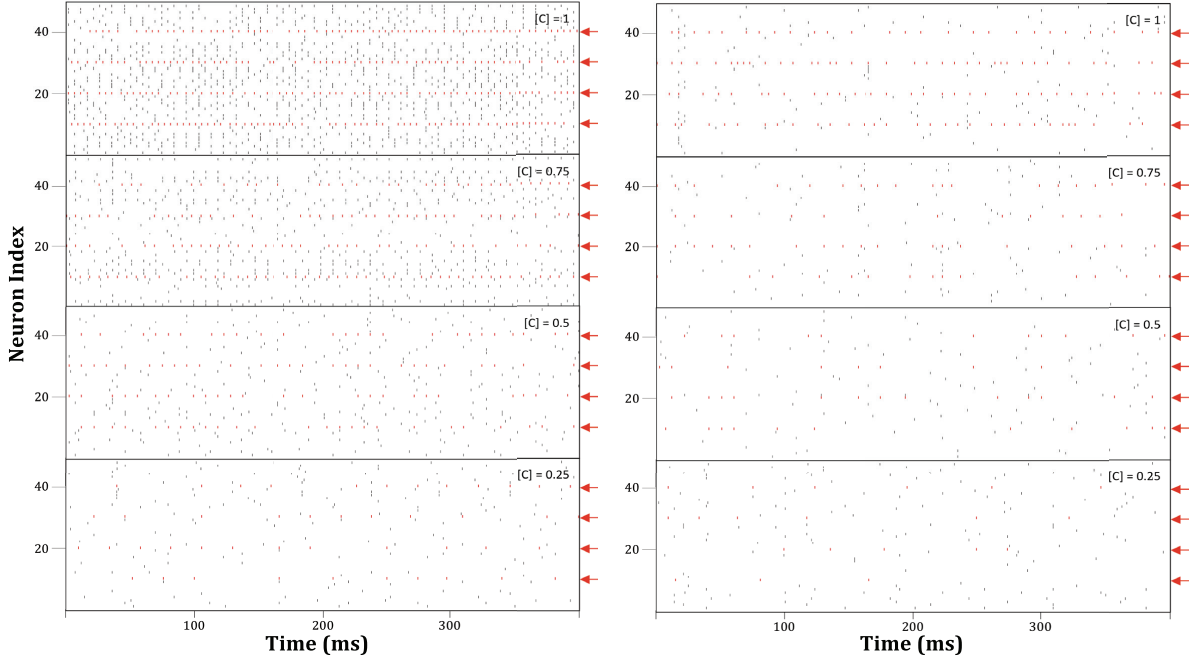 [C] = 1
40
20
[C] = 0.75
40
20
[C] = 0.5
40
20
[C] = 0.25
40
20
100
200
300
Neuron Index
Time (ms)
[C] = 1
40
20
[C] = 0.75
40
20
[C] = 0.5
40
20
[C] = 0.25
40
20
100
200
300
Time (ms)